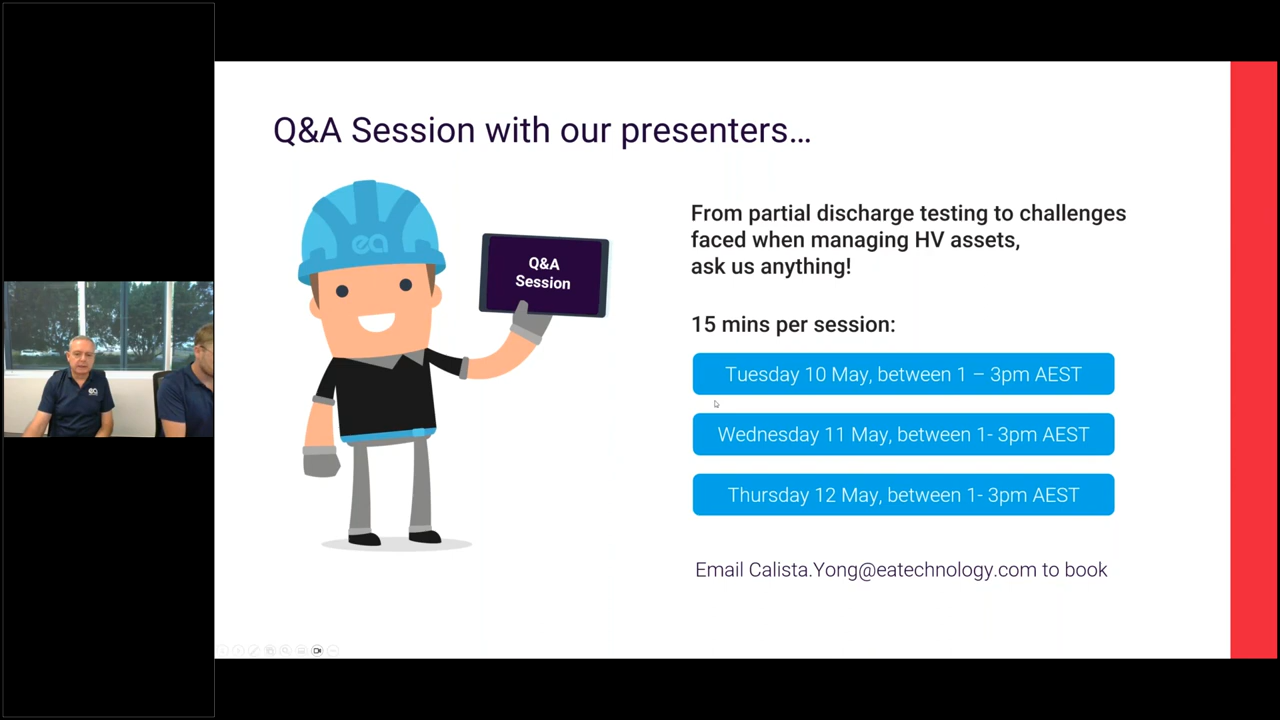 Q&A Session with our presenters…
ea
Q&A
Session
From partial discharge testing to challenges
faced when managing HV assets,
ask us anything!
15 mins per session:
Tuesday 10 May, between 1 – 3pm AEST
Wednesday 11 May, between 1- 3pm AEST
Thursday 12 May, between 1- 3pm AEST
ea
Email Calista.Yong@eatechnology.com to book